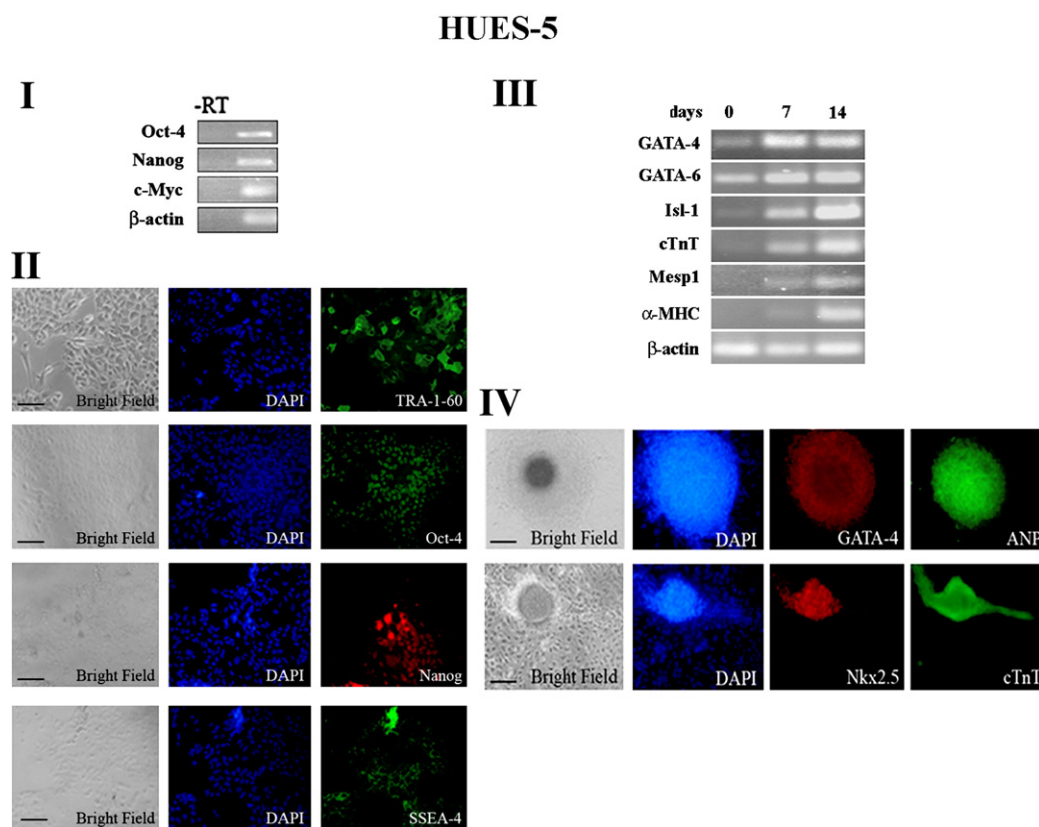 HUES-5
I
-RT
Oct-4
Nanog
c-Myc
β-actin
II
Bright Field DAPI TRA-1-60
Bright Field DAPI Oct-4
Bright Field DAPI Nanog
Bright Field DAPI SSEA-4
III
days 0 7 14
GATA-4
GATA-6
Isl-1
cTnT
Mesp1
α-MHC
β-actin
IV
Bright Field DAPI GATA-4 ANP
Bright Field DAPI Nkx2.5 cTnT